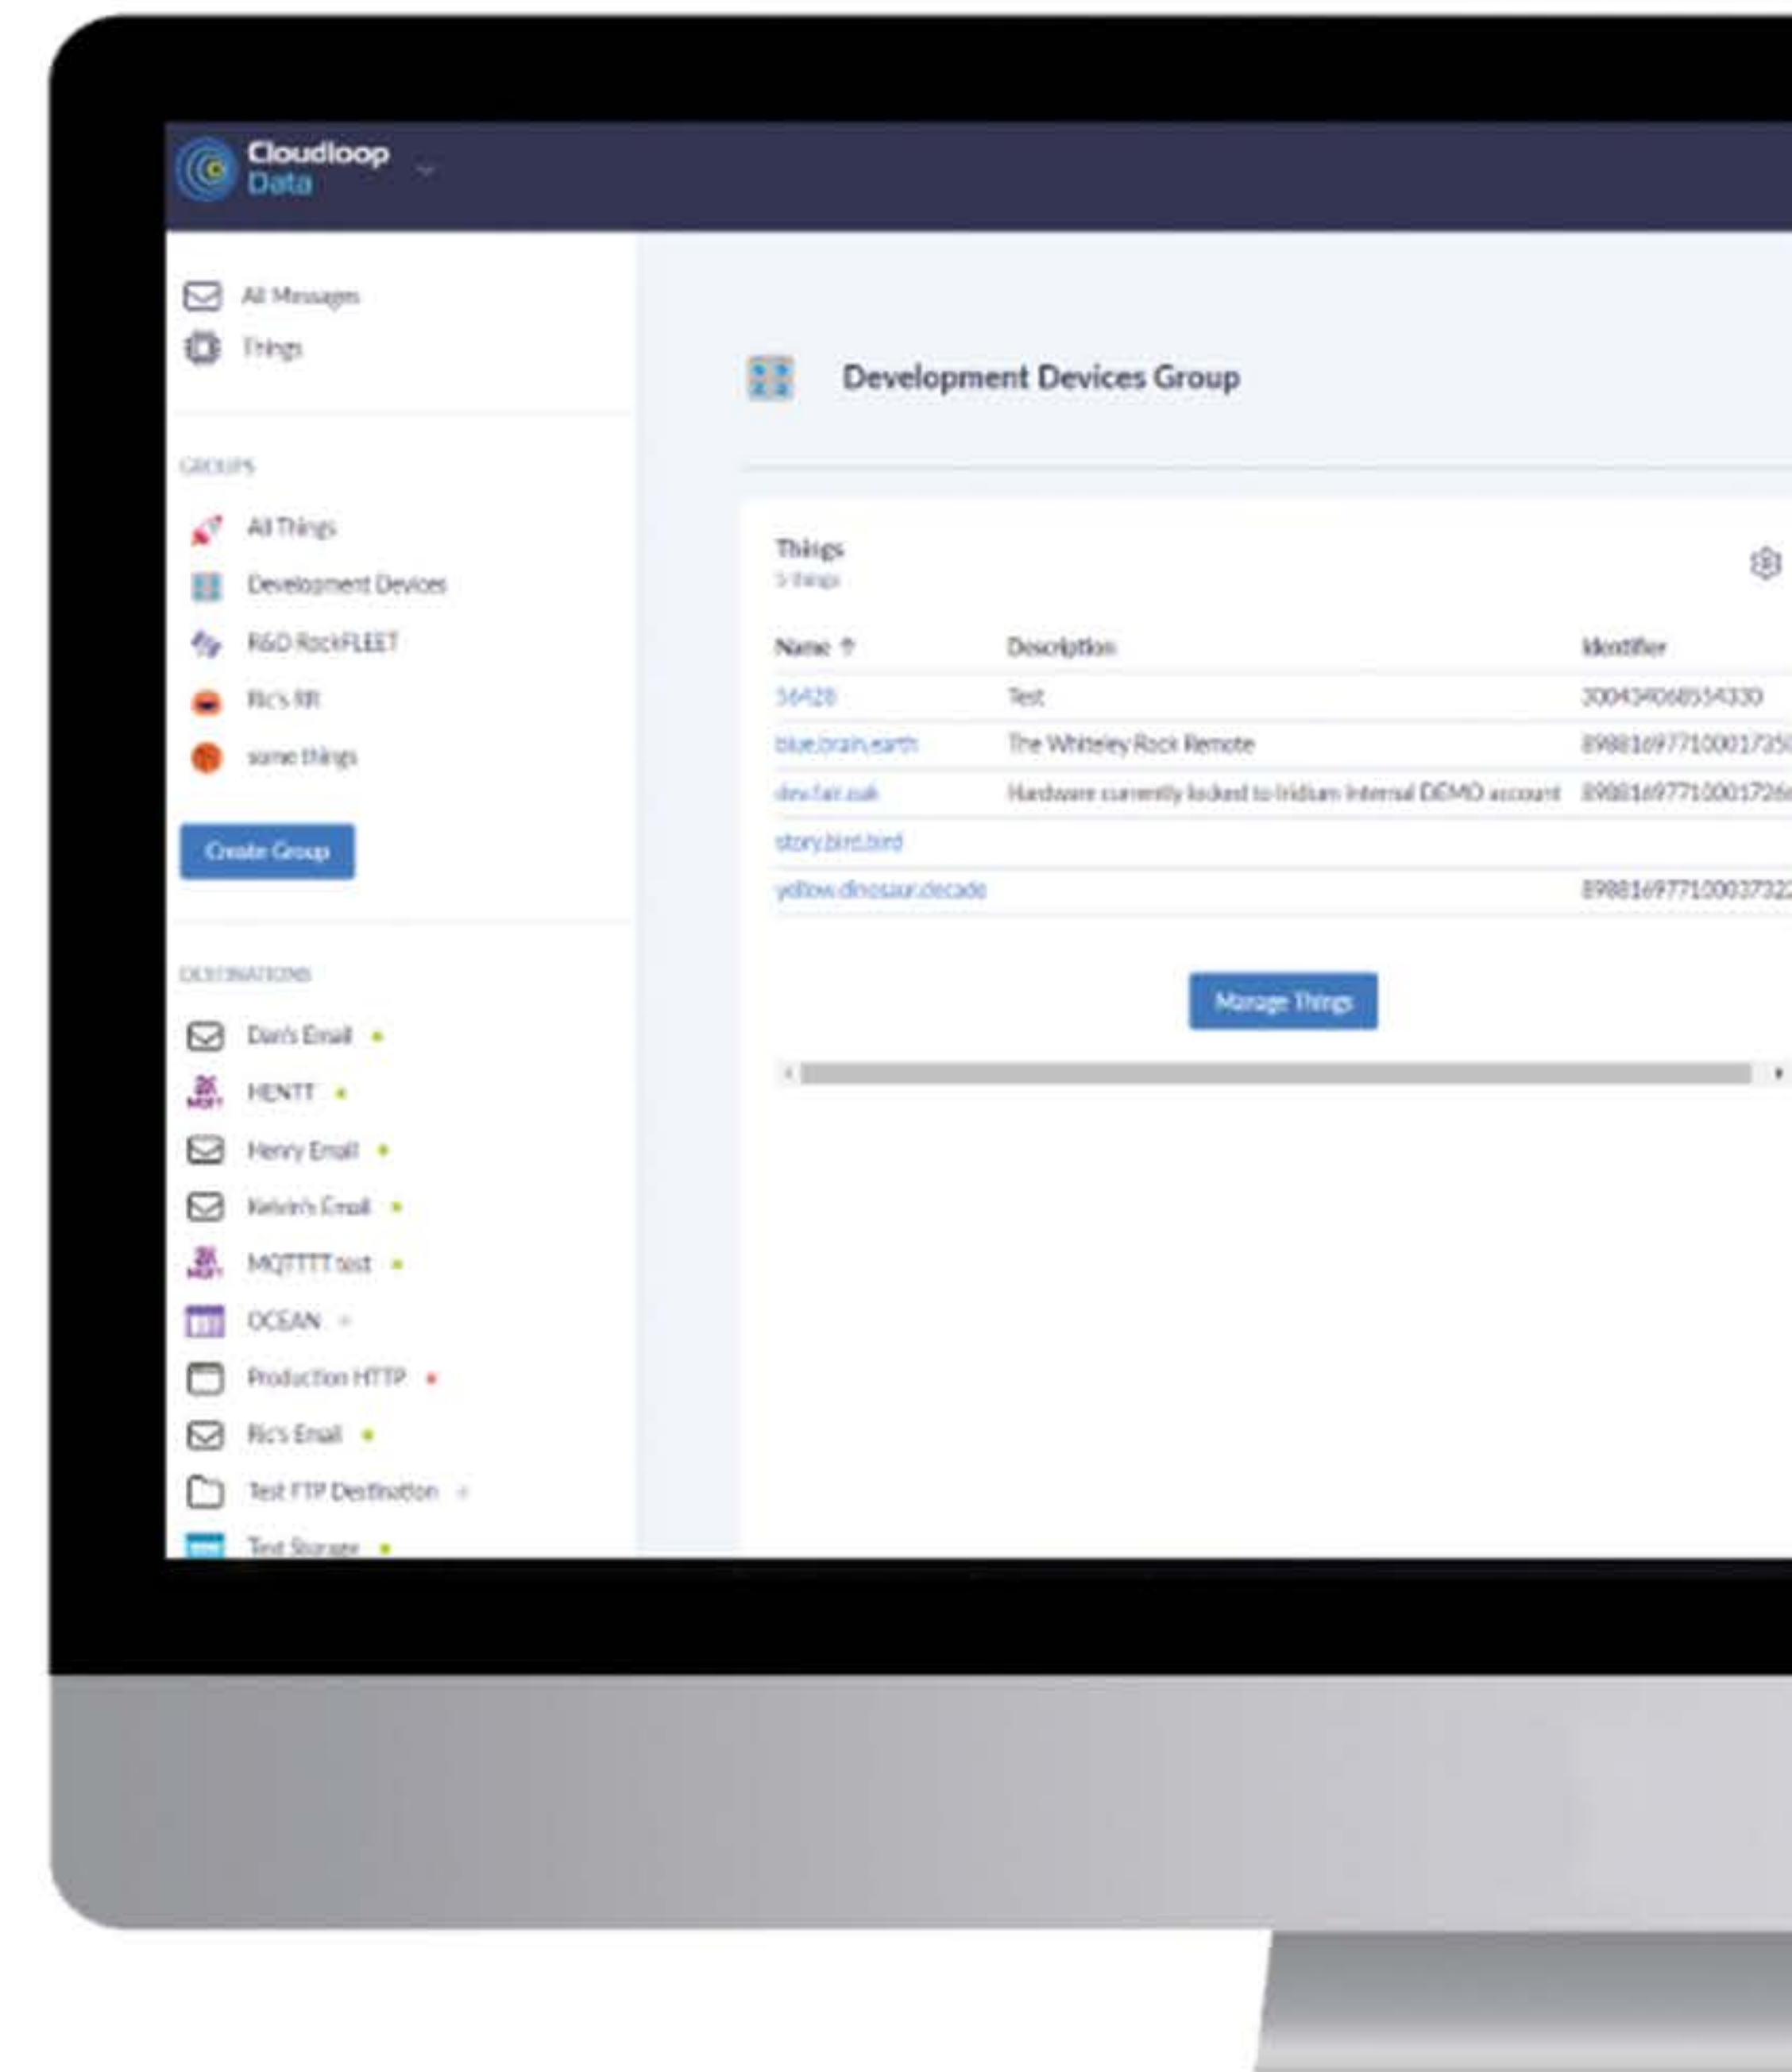 Cloudloop
Data
All Messages
Things
GROUPS
All Things
Development Devices
R&D RockFLEET
Ric's RR
some things
Create Group
DESTINATIONS
Dan's Email
HENTT
Henry Email
Kelvin's Email
MQTTTT test
OCEAN
Production HTTP
Ric's Email
Test FTP Destination
Test Storage
Development Devices Group
Things
5 things
Name ↑ Description Identifier
56428 Test
blue.brain.earth The Whiteley Rock Remote
dev.fair.oak Hardware currently locked to Iridium Internal DEMO account
story.bird.bird
yellow.dinosaur.decade
Manage Things